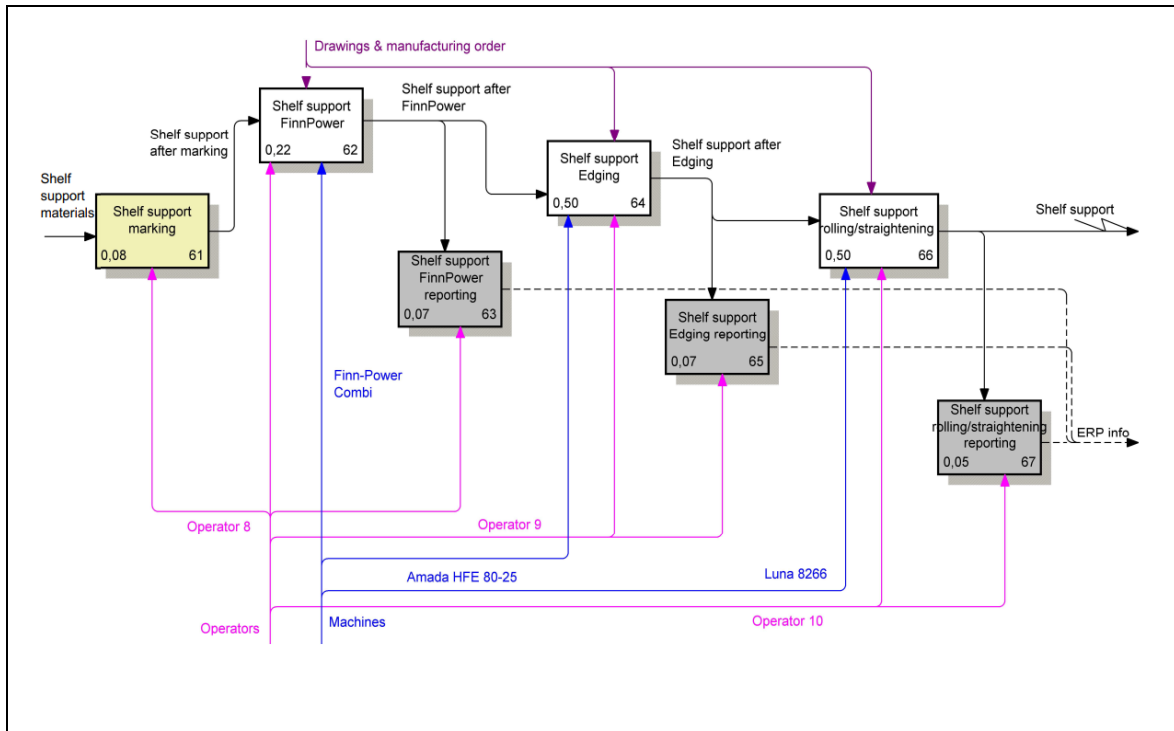 Drawings & manufacturing order
Shelf support
FinnPower
0,22 62
Shelf support after
FinnPower
Shelf support
after marking
Shelf support
Edging
0,50 64
Shelf support after
Edging
Shelf
support
materials
Shelf support
marking
0,08 61
Shelf support
rolling/straightening
0,50 66
Shelf support
Shelf support
FinnPower
reporting
0,07 63
Shelf support
Edging reporting
0,07 65
Finn-Power
Combi
Shelf support
rolling/straightening
reporting
0,05 67
ERP info
Operator 8
Operator 9
Amada HFE 80-25
Luna 8266
Operators
Machines
Operator 10